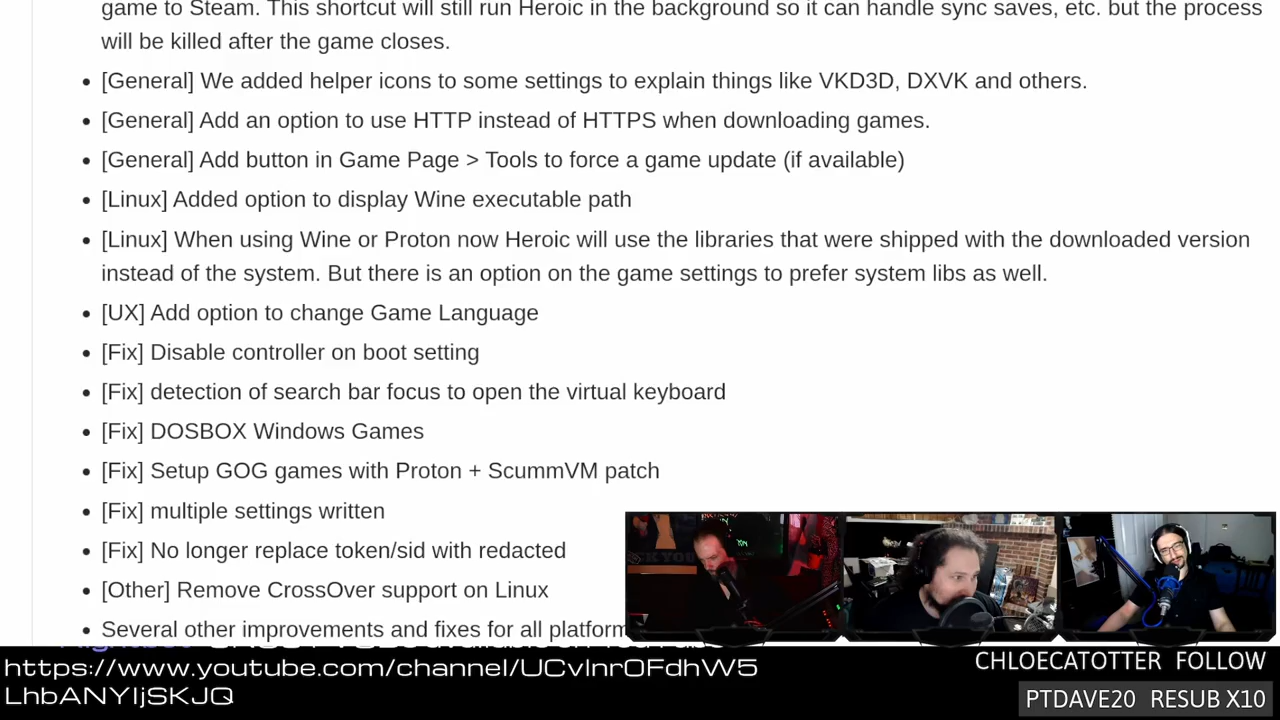 game to Steam. This shortcut will still run Heroic in the background so it can handle sync saves, etc. but the process
will be killed after the game closes.
[General] We added helper icons to some settings to explain things like VKD3D, DXVK and others.
[General] Add an option to use HTTP instead of HTTPS when downloading games.
[General] Add button in Game Page > Tools to force a game update (if available)
[Linux] Added option to display Wine executable path
[Linux] When using Wine or Proton now Heroic will use the libraries that were shipped with the downloaded version
instead of the system. But there is an option on the game settings to prefer system libs as well.
[UX] Add option to change Game Language
[Fix] Disable controller on boot setting
[Fix] detection of search bar focus to open the virtual keyboard
[Fix] DOSBOX Windows Games
[Fix] Setup GOG games with Proton + ScummVM patch
[Fix] multiple settings written
[Fix] No longer replace token/sid with redacted
[Other] Remove CrossOver support on Linux
Several other improvements and fixes for all platform
https://www.youtube.com/channel/UCvInrOFdhW5
LhbANYIjSKJQ
CHLOECATOTTER FOLLOW
PTDAVE20 RESUB X10